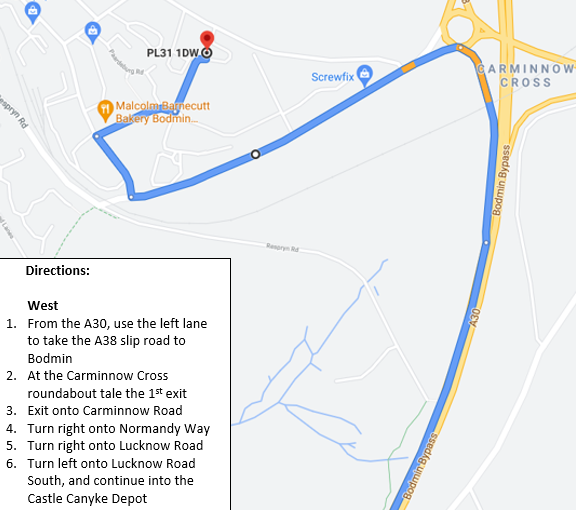 PL31 1DW
Screwfix
CARMINNOW
CROSS
Malcolm Barnecutt
Bakery Bodmin...
Respryn Rd
Bodmin Bypass
A30
Bodmin Bypass
Directions:
West
1. From the A30, use the left lane
to take the A38 slip road to
Bodmin
2. At the Carminnow Cross
roundabout tale the 1st exit
3. Exit onto Carminnow Road
4. Turn right onto Normandy Way
5. Turn right onto Lucknow Road
6. Turn left onto Lucknow Road
South, and continue into the
Castle Canyke Depot